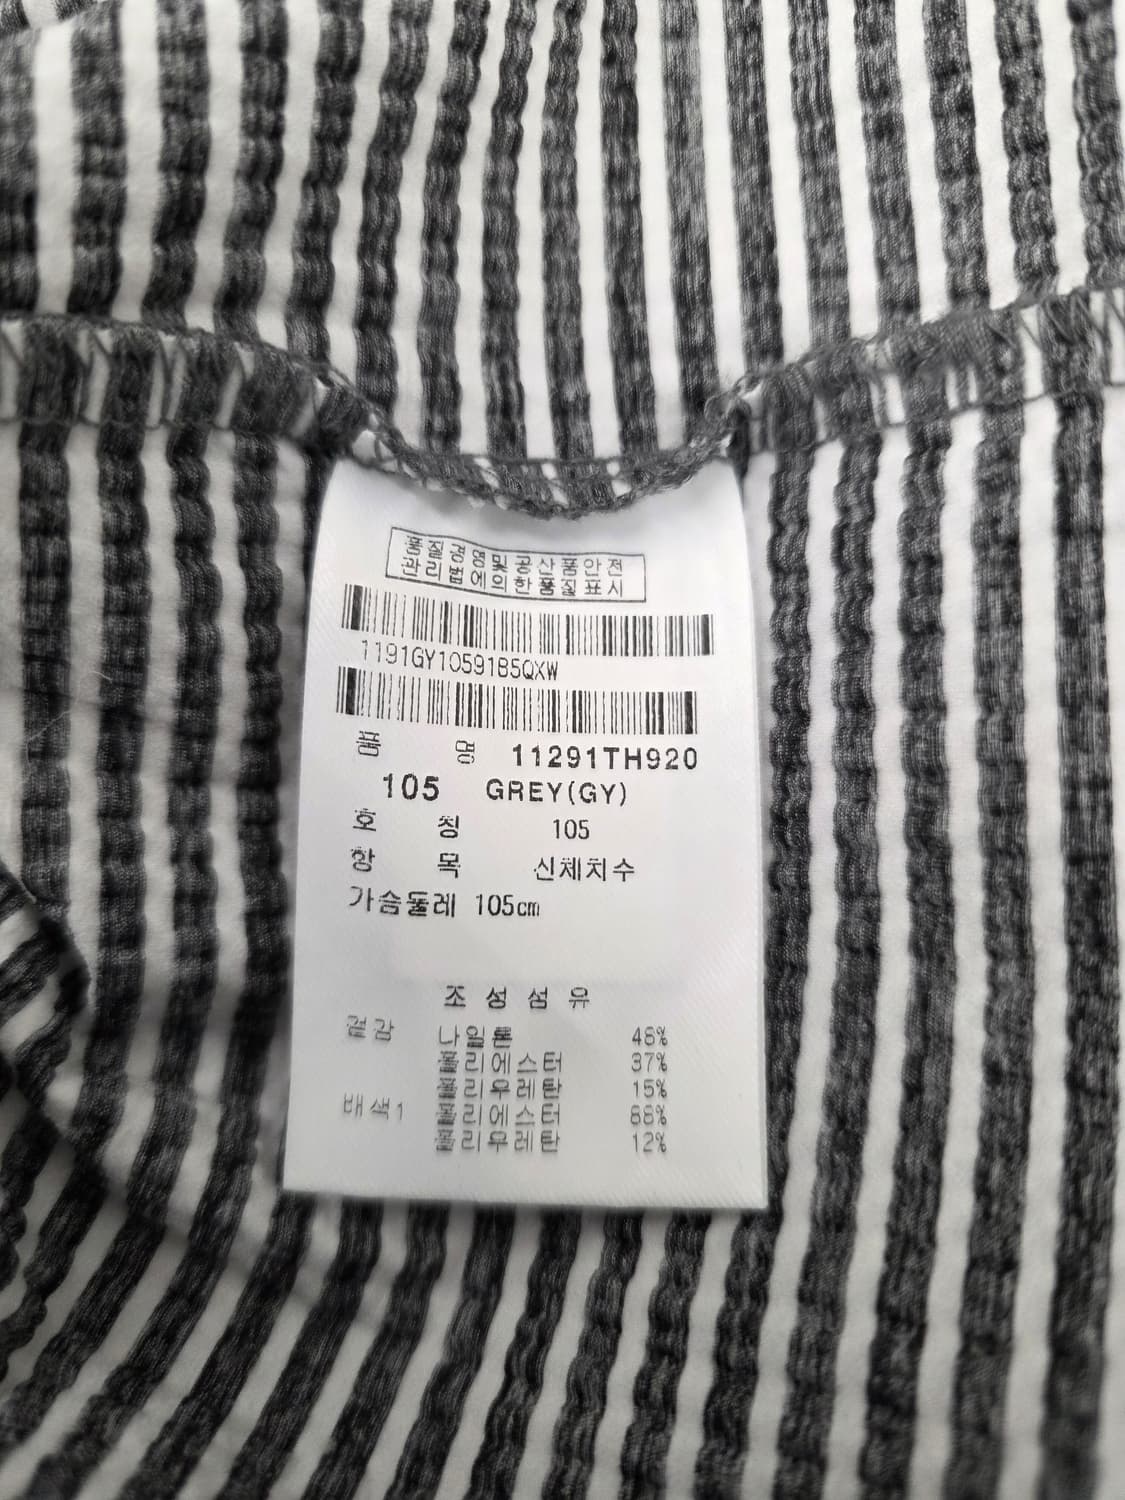 품질경영및공산품안전
관리법에의한품질표시
1191GY10591B5QXW
품 명 11291TH920
105 GREY(GY)
호 칭 105
항 목 신체치수
가슴둘레 105cm
조 성 섬 유
겉감 나일론 48%
폴리에스터 37%
폴리우레탄 15%
배색1 폴리에스터 88%
폴리우레탄 12%